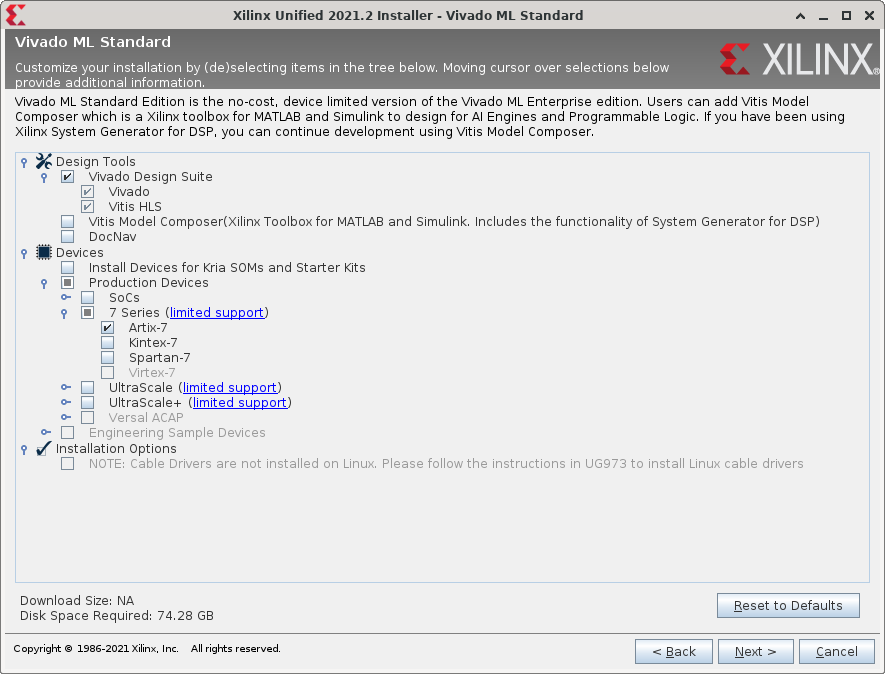 Xilinx Unified 2021.2 Installer - Vivado ML Standard
Vivado ML Standard
Customize your installation by (de)selecting items in the tree below. Moving cursor over selections below
provide additional information.
XILINX®
Vivado ML Standard Edition is the no-cost, device limited version of the Vivado ML Enterprise edition. Users can add Vitis Model
Composer which is a Xilinx toolbox for MATLAB and Simulink to design for AI Engines and Programmable Logic. If you have been using
Xilinx System Generator for DSP, you can continue development using Vitis Model Composer.
Design Tools
Vivado Design Suite
Vivado
Vitis HLS
Vitis Model Composer(Xilinx Toolbox for MATLAB and Simulink. Includes the functionality of System Generator for DSP)
DocNav
Devices
Install Devices for Kria SOMs and Starter Kits
Production Devices
SoCs
7 Series (limited support)
Artix-7
Kintex-7
Spartan-7
Virtex-7
UltraScale (limited support)
UltraScale+ (limited support)
Versal ACAP
Engineering Sample Devices
Installation Options
NOTE: Cable Drivers are not installed on Linux. Please follow the instructions in UG973 to install Linux cable drivers
Download Size: NA
Disk Space Required: 74.28 GB
Reset to Defaults
Copyright © 1986-2021 Xilinx, Inc. All rights reserved.
< Back
Next >
Cancel